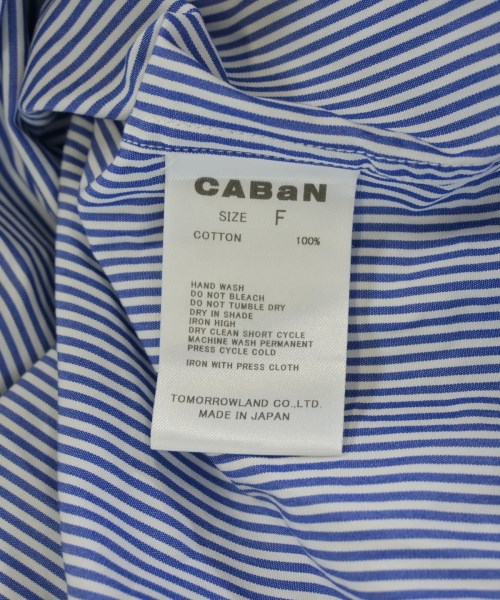 CABaN
SIZE F
COTTON 100%
HAND WASH
DO NOT BLEACH
DO NOT TUMBLE DRY
DRY IN SHADE
IRON HIGH
DRY CLEAN SHORT CYCLE
MACHINE WASH PERMANENT
PRESS CYCLE COLD
IRON WITH PRESS CLOTH
TOMORROWLAND CO.,LTD.
MADE IN JAPAN